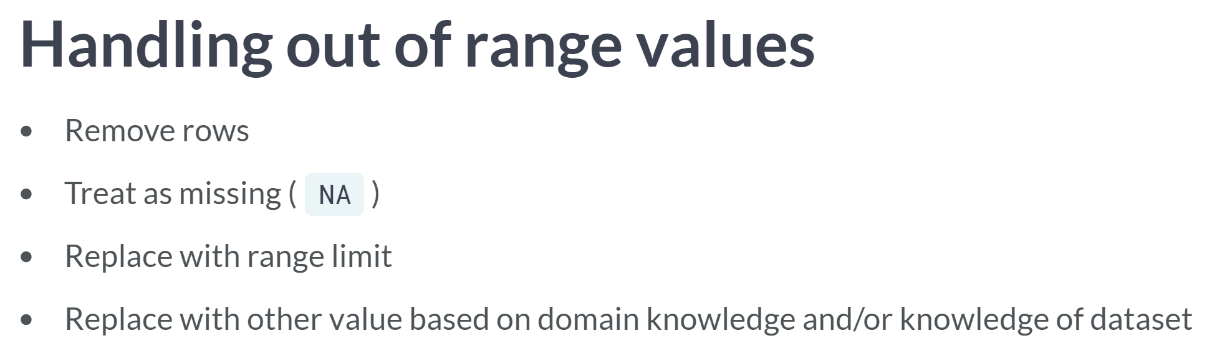 Handling out of range values
• Remove rows
• Treat as missing ( NA )
• Replace with range limit
• Replace with other value based on domain knowledge and/or knowledge of dataset